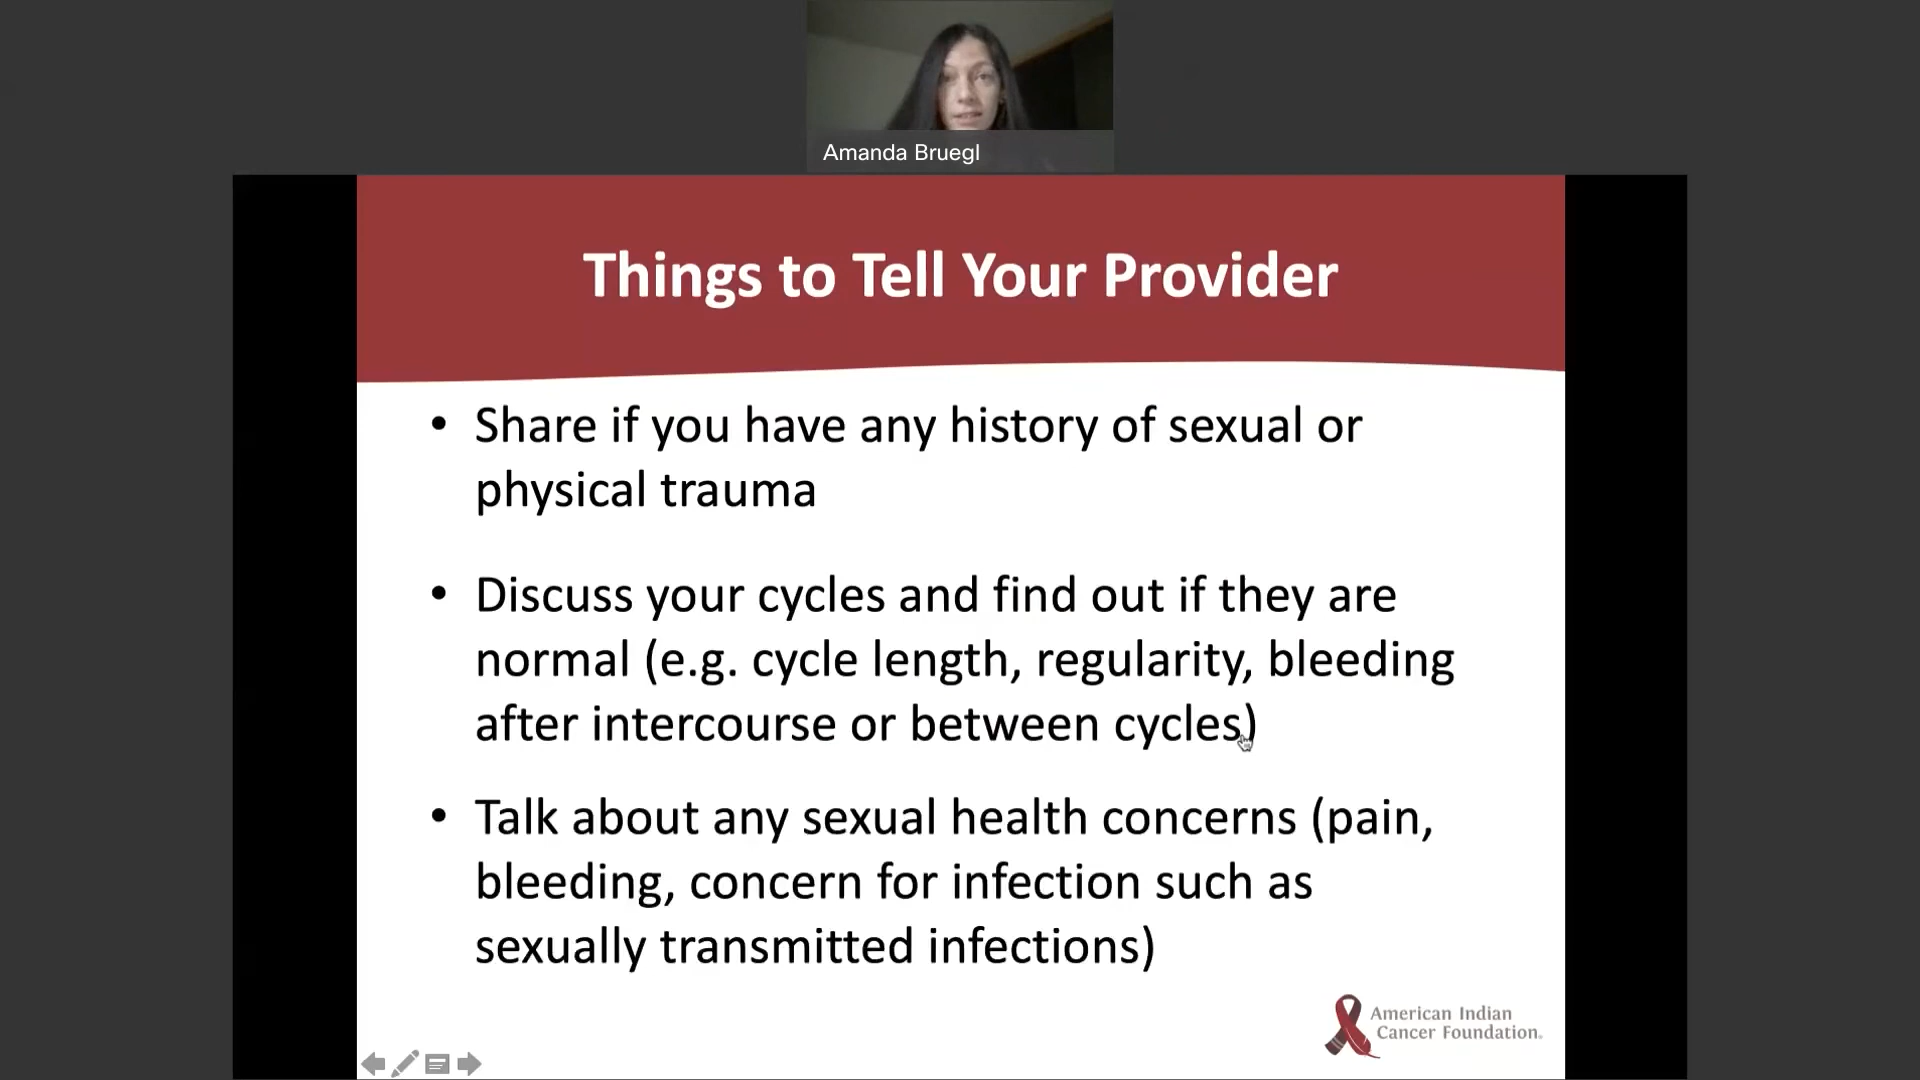 Amanda Bruegl
Things to Tell Your Provider
• Share if you have any history of sexual or
physical trauma
• Discuss your cycles and find out if they are
normal (e.g. cycle length, regularity, bleeding
after intercourse or between cycles)
• Talk about any sexual health concerns (pain,
bleeding, concern for infection such as
sexually transmitted infections)
American Indian
Cancer Foundation.